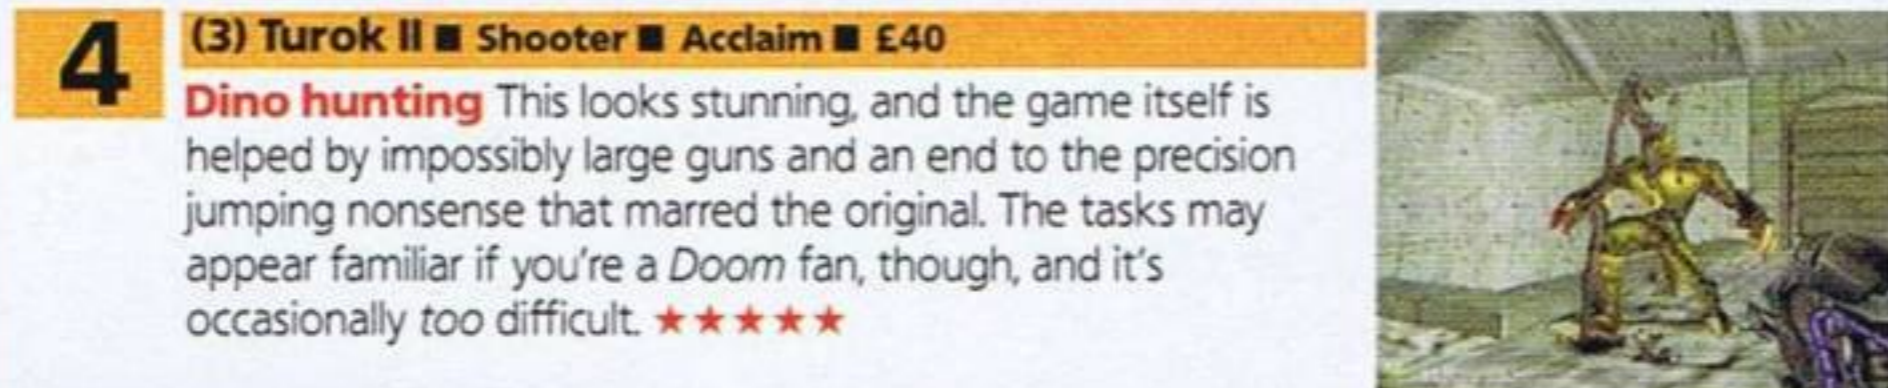 4
(3) Turok II ■ Shooter ■ Acclaim ■ £40
Dino hunting This looks stunning, and the game itself is
helped by impossibly large guns and an end to the precision
jumping nonsense that marred the original. The tasks may
appear familiar if you're a Doom fan, though, and it's
occasionally too difficult. ★★★★★